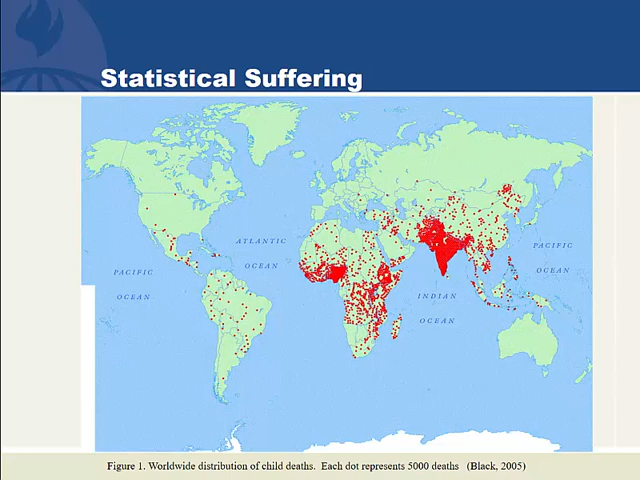 Statistical Suffering
ATLANTIC
OCEAN
PACIFIC
OCEAN
PACIFIC
OCEAN
INDIAN
OCEAN
Figure 1. Worldwide distribution of child deaths. Each dot represents 5000 deaths (Black, 2005)